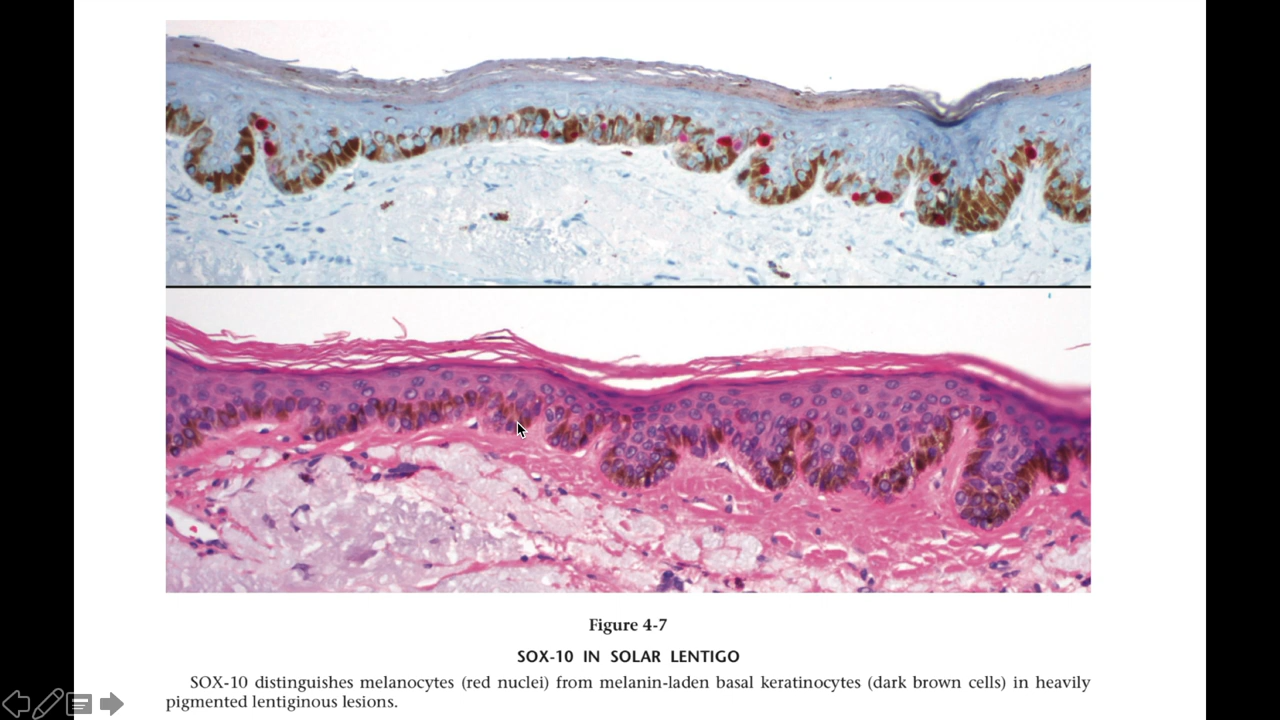 Figure 4-7
SOX-10 IN SOLAR LENTIGO
SOX-10 distinguishes melanocytes (red nuclei) from melanin-laden basal keratinocytes (dark brown cells) in heavily
pigmented lentiginous lesions.